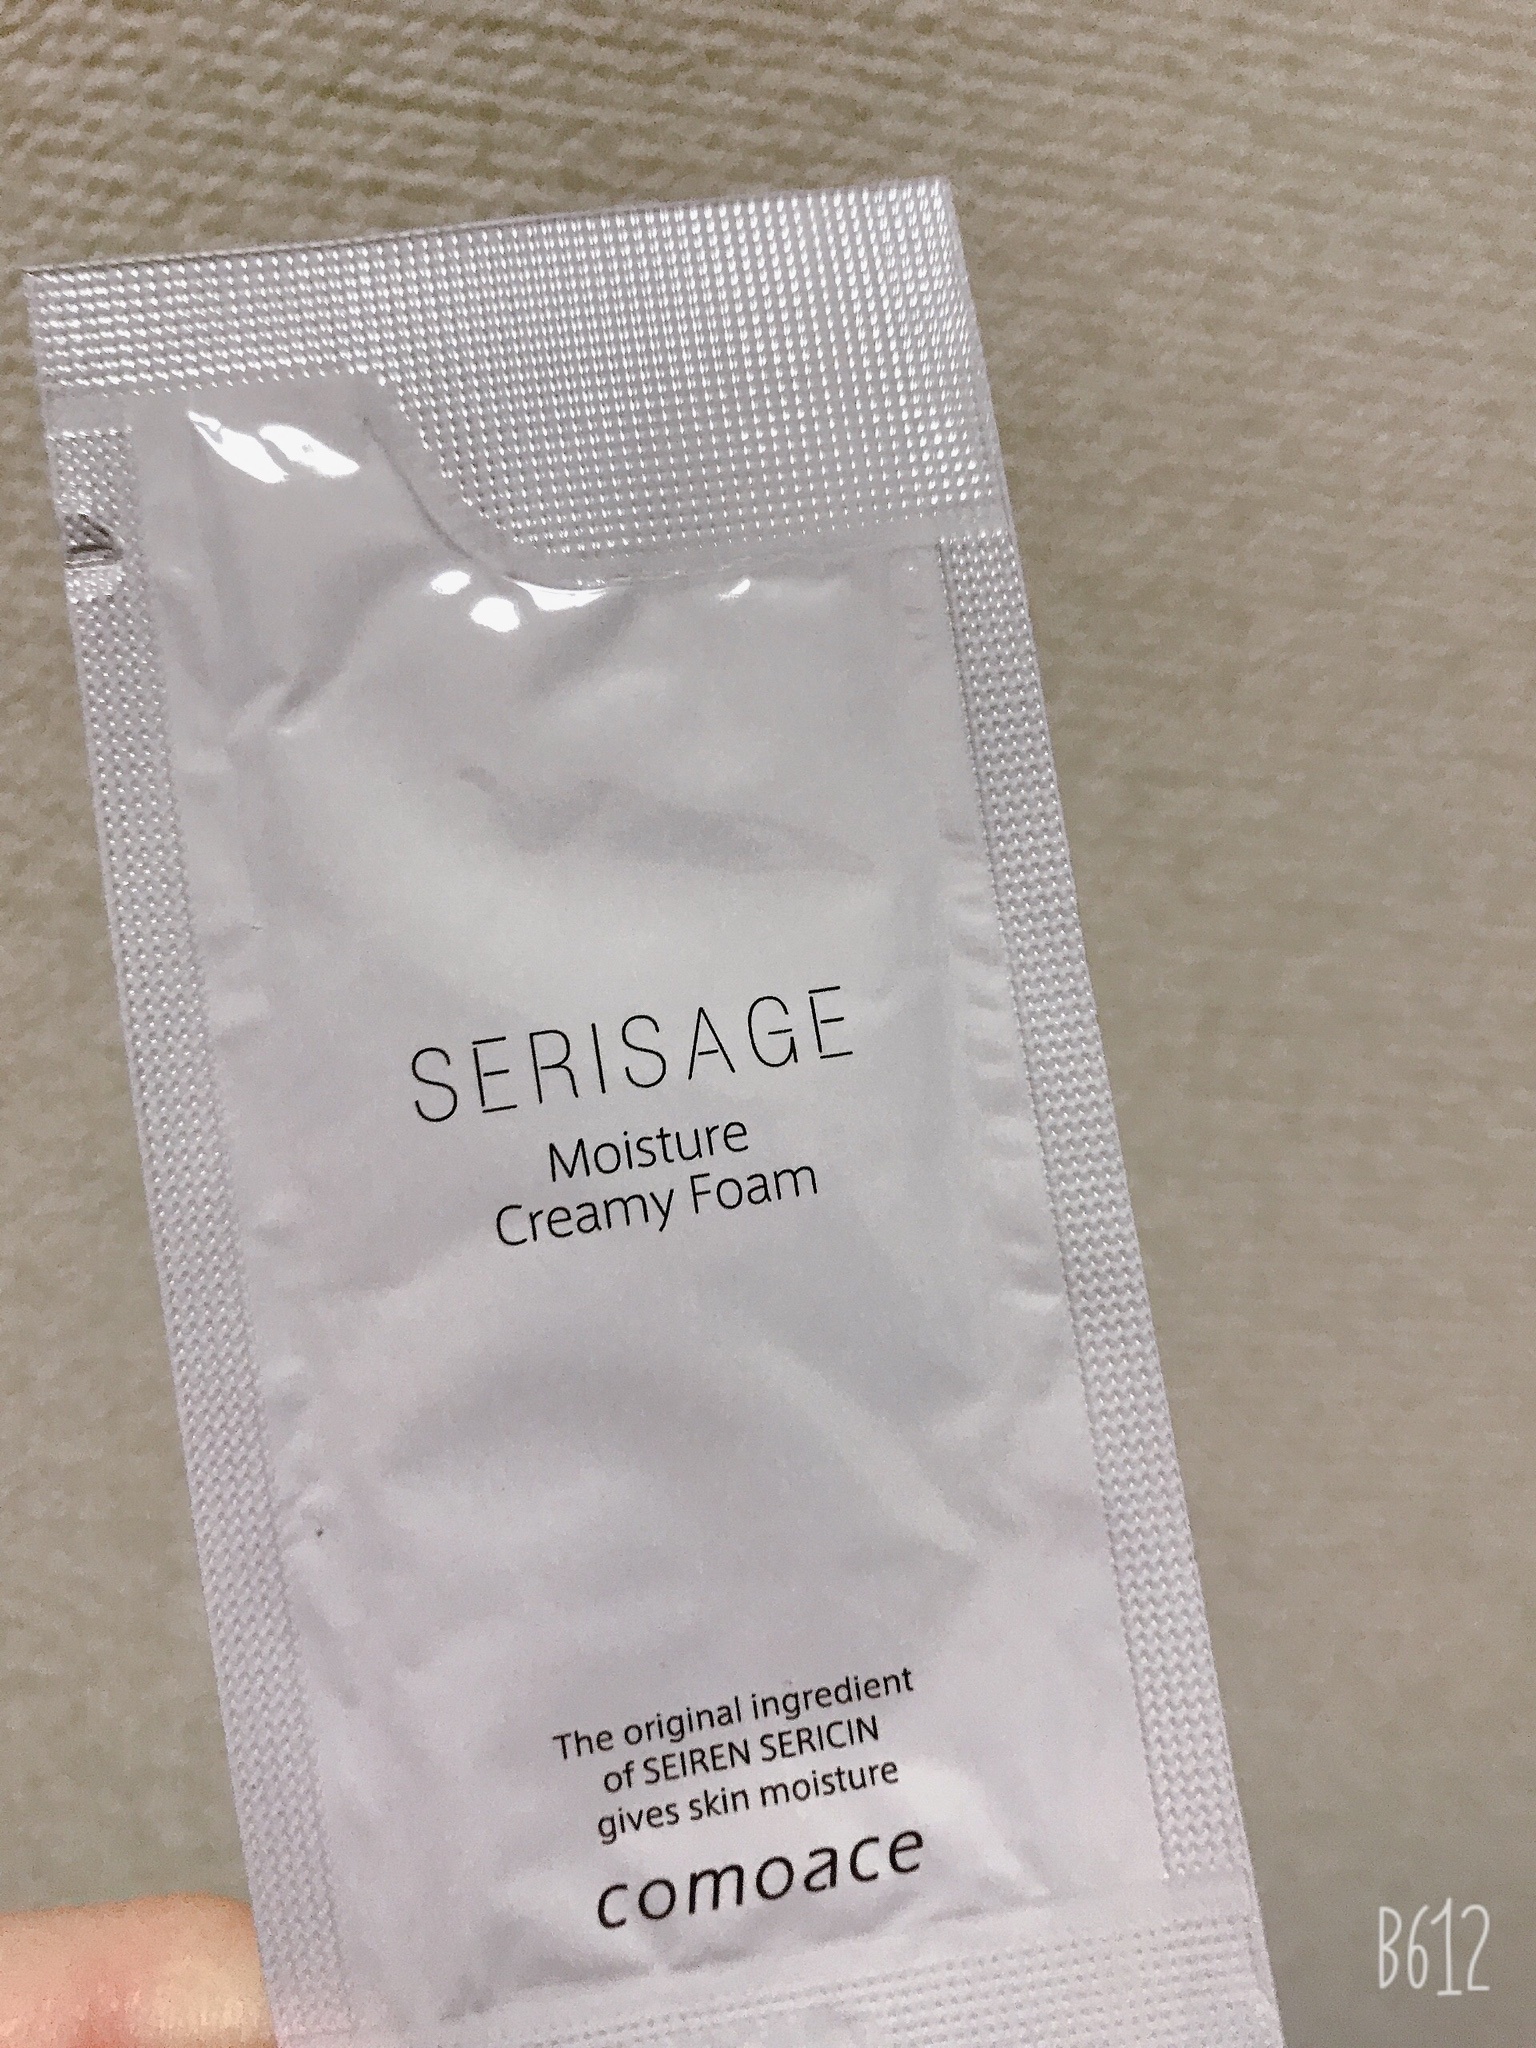 SERISAGE
Moisture
Creamy Foam
The original ingredient
of SEIREN SERICIN
gives skin moisture
comoace
B612